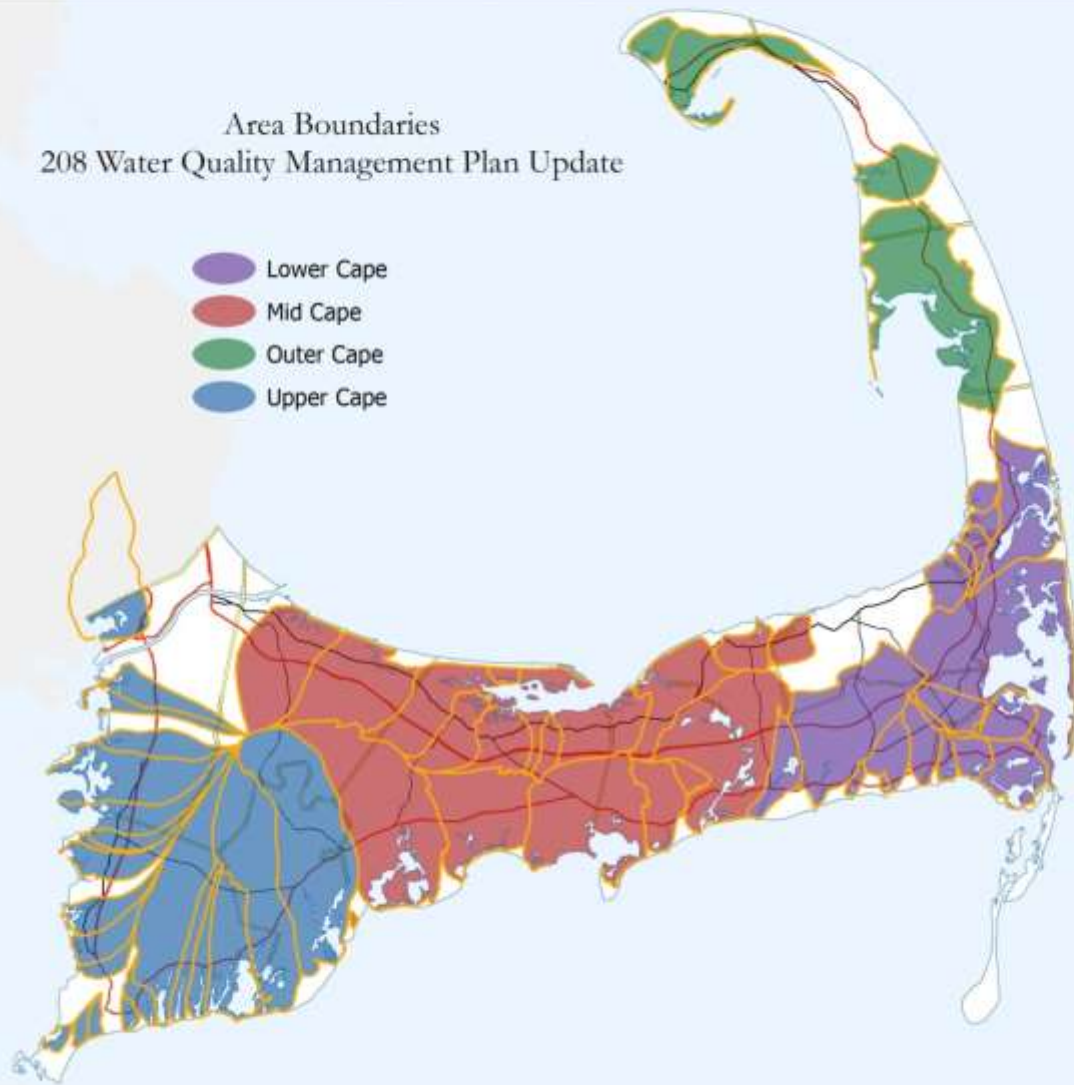 Area Boundaries
208 Water Quality Management Plan Update
Lower Cape
Mid Cape
Outer Cape
Upper Cape